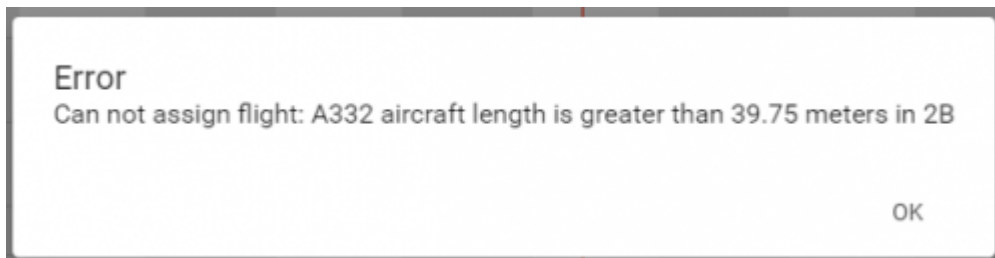 Error
Can not assign flight: A332 aircraft length is greater than 39.75 meters in 2B
OK